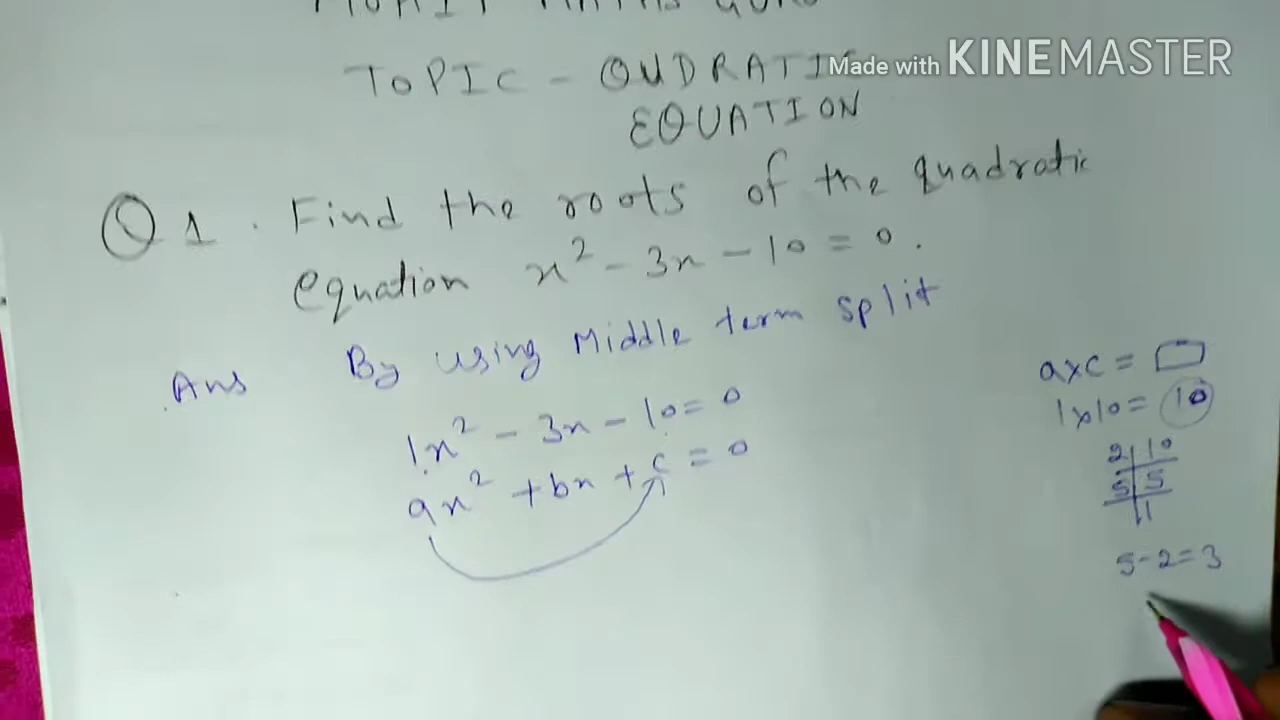 TOPIC - QUDRATIC
Made with KINEMASTER
EQUATION
Q 1. Find the roots of the quadratic
equation x² - 3x - 10 = 0.
Ans By using Middle term split
1x² - 3x - 10 = 0
ax² + bx + c = 0
a×c = □
1×10 = 10
2 | 10
5 | 5
1
5-2=3